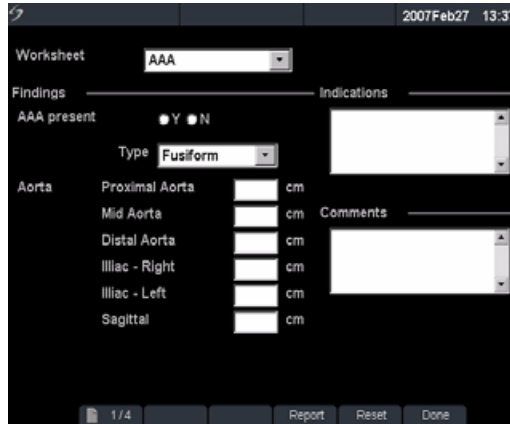 2007Feb27 13:37
Worksheet AAA
Findings
Indications
AAA present Y N
Type Fusiform
Aorta Proximal Aorta cm
Mid Aorta cm
Comments
Distal Aorta cm
Illiac - Right cm
Illiac - Left cm
Sagittal cm
1/4 Report Reset Done